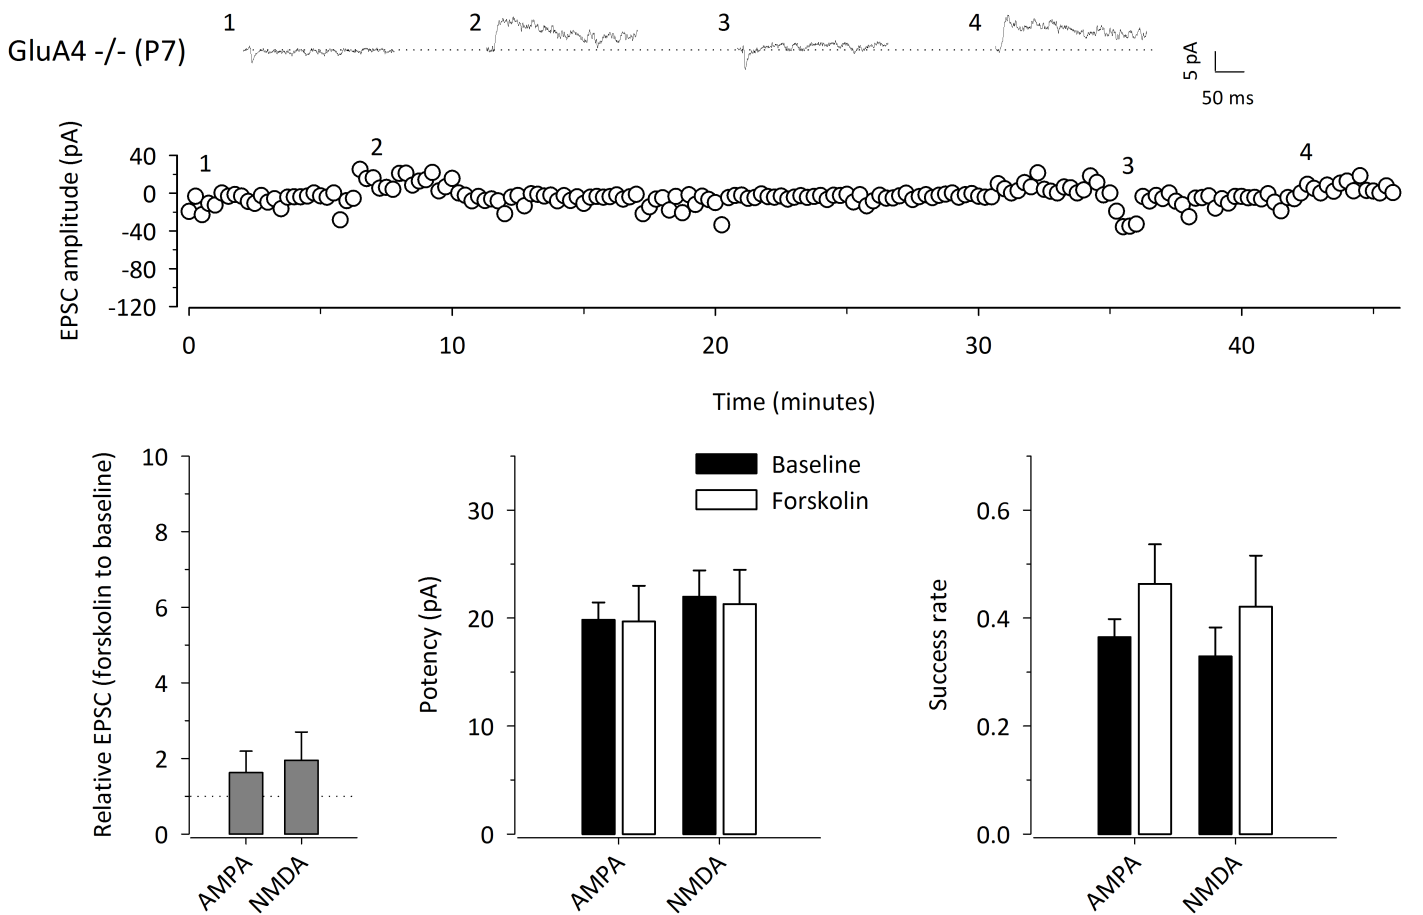 1 2 3 4
GluA4 -/- (P7)
5 pA
50 ms
EPSC amplitude (pA)
40
0
-40
-80
-120
1 2 3 4
0 10 20 30 40
Time (minutes)
Relative EPSC (forskolin to baseline)
10
8
6
4
2
0
AMPA NMDA
Potency (pA)
30
20
10
0
AMPA NMDA
Baseline
Forskolin
Success rate
0.6
0.4
0.2
0.0
AMPA NMDA